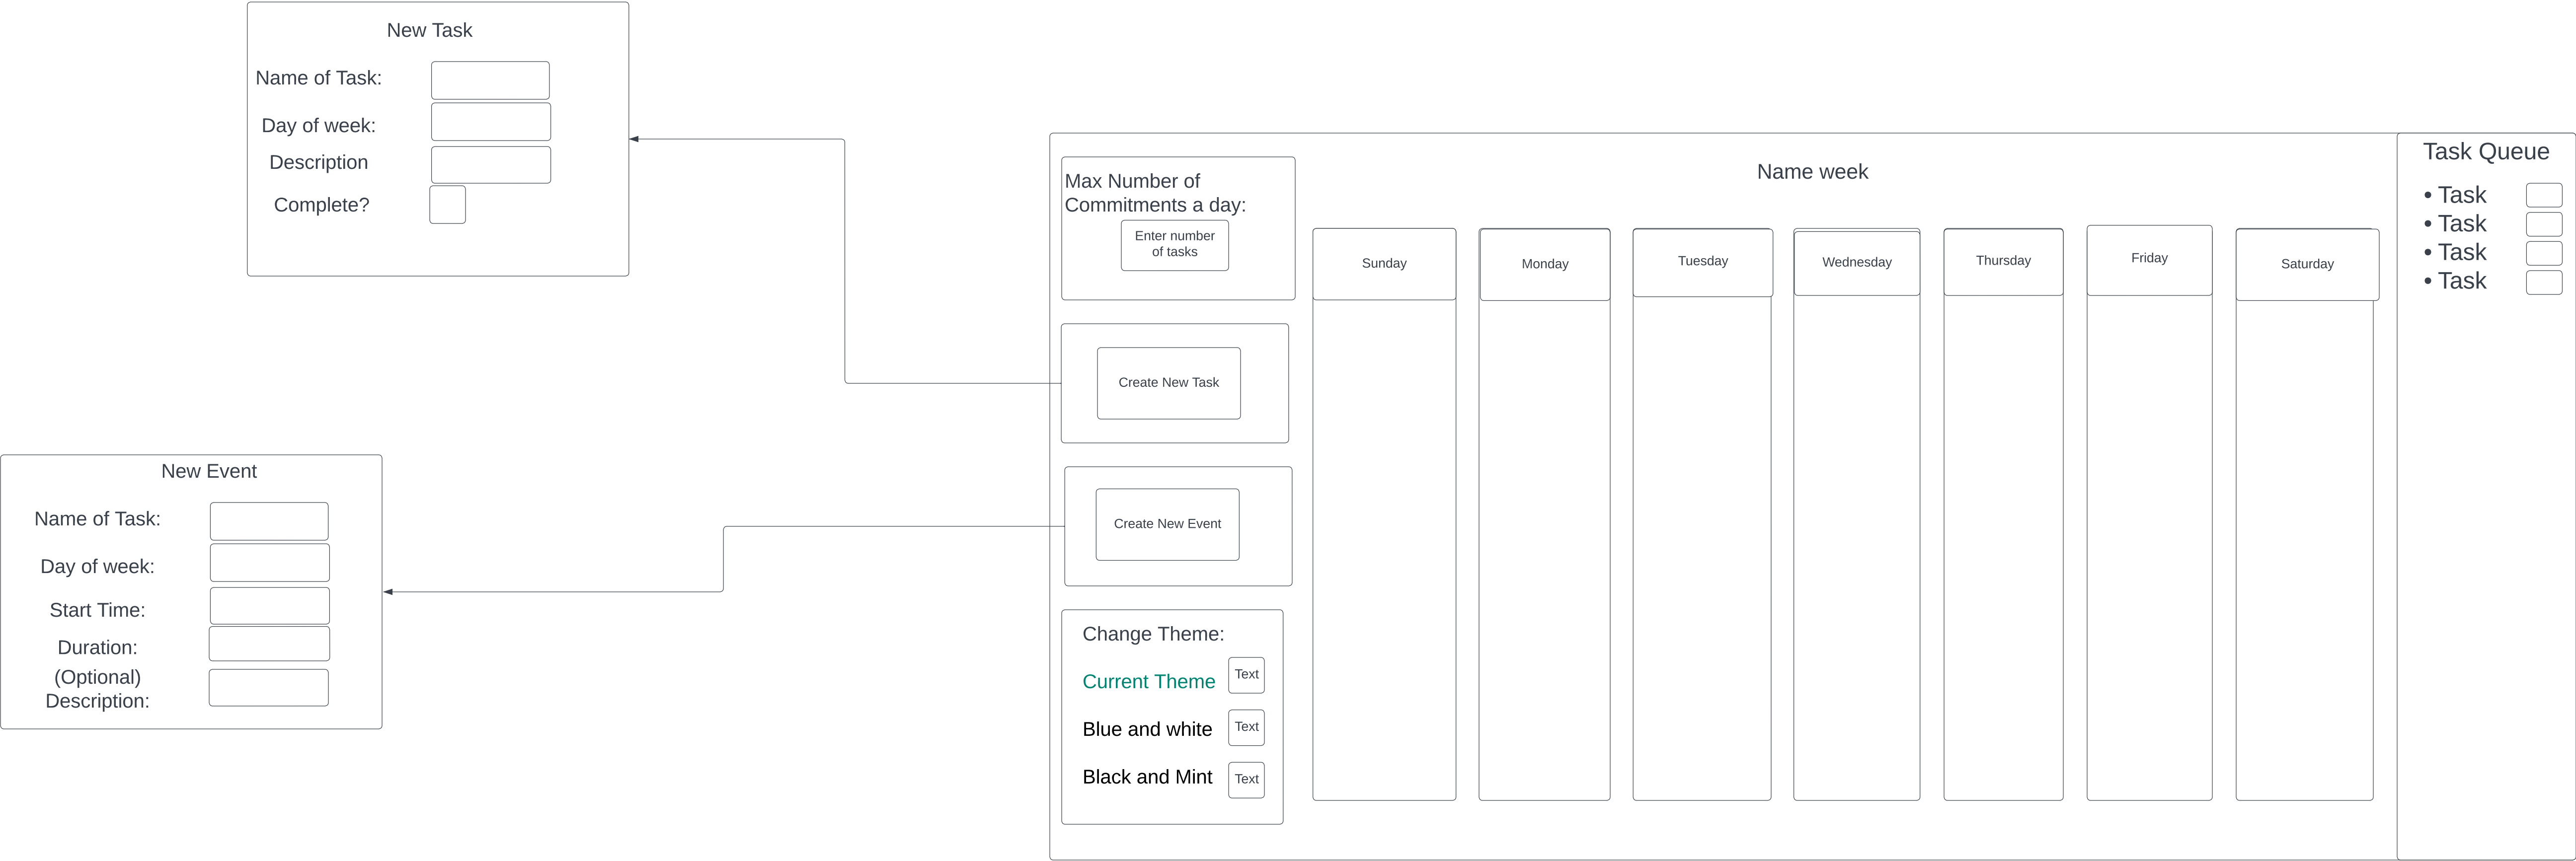 New Task
Name of Task:
Day of week:
Description
Complete?
New Event
Name of Task:
Day of week:
Start Time:
Duration:
(Optional)
Description:
Max Number of
Commitments a day:
Enter number
of tasks
Create New Task
Create New Event
Change Theme:
Current Theme
Text
Blue and white
Text
Black and Mint
Text
Name week
Sunday
Monday
Tuesday
Wednesday
Thursday
Friday
Saturday
Task Queue
• Task
• Task
• Task
• Task